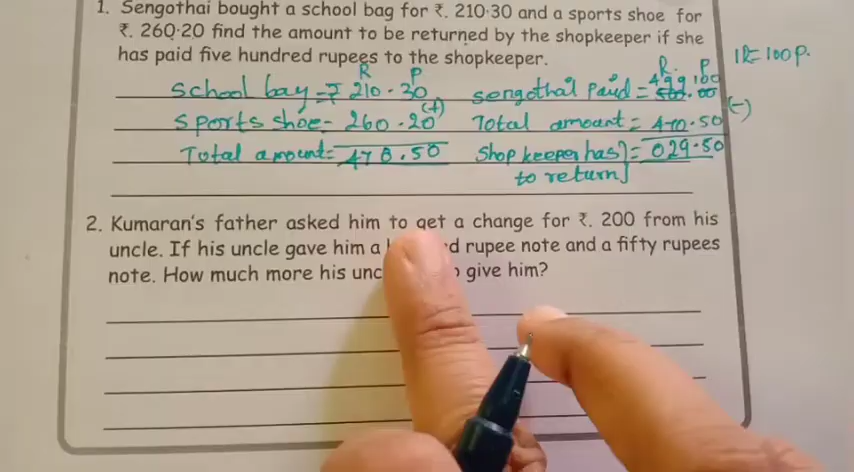 1. Sengothai bought a school bag for ₹. 210·30 and a sports shoe for
₹. 260·20 find the amount to be returned by the shopkeeper if she
has paid five hundred rupees to the shopkeeper.
1R = 100 P.
R P
R. P
499 100
school bag = ₹ 210 . 30
sengothai Paid = 500.00
sports shoe - 260 . 20 (+)
Total amount = 470.50 (-)
Total amount = 470.50
Shop keeper has } = 029.50
to return
2. Kumaran's father asked him to get a change for ₹. 200 from his
uncle. If his uncle gave him a rupee note and a fifty rupees
note. How much more his give him?